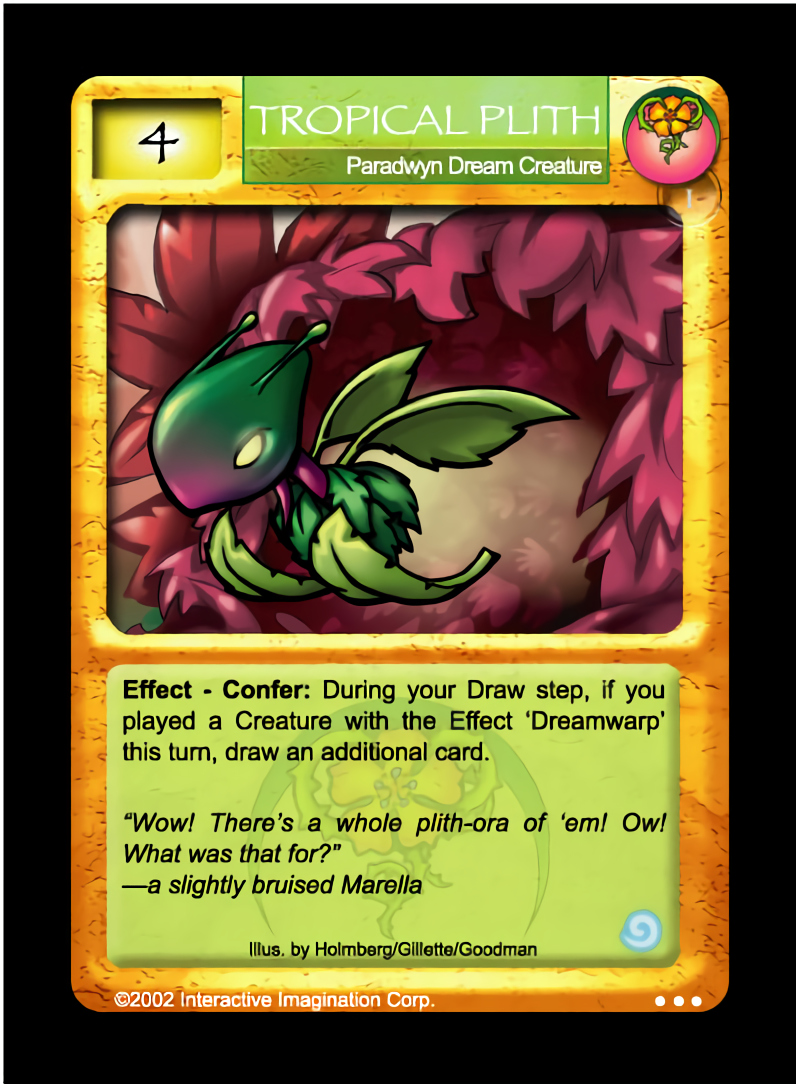 4
TROPICAL PLITH
Paradwyn Dream Creature
1
Effect - Confer: During your Draw step, if you
played a Creature with the Effect ‘Dreamwarp’
this turn, draw an additional card.
“Wow! There’s a whole plith-ora of ’em! Ow!
What was that for?”
—a slightly bruised Marella
Illus. by Holmberg/Gillette/Goodman
©2002 Interactive Imagination Corp.